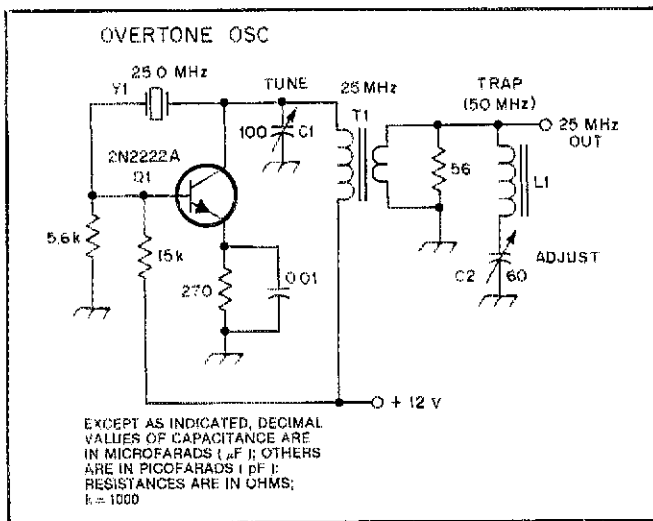 OVERTONE OSC
25.0 MHz
Y1
TUNE
25 MHz
TRAP
(50 MHz)
T1
25 MHz
OUT
100
C1
2N2222A
Q1
56
L1
5.6k
15k
270
0.01
C2
60
ADJUST
+ 12 V
EXCEPT AS INDICATED, DECIMAL
VALUES OF CAPACITANCE ARE
IN MICROFARADS ( µF ); OTHERS
ARE IN PICOFARADS ( pF );
RESISTANCES ARE IN OHMS;
k = 1000